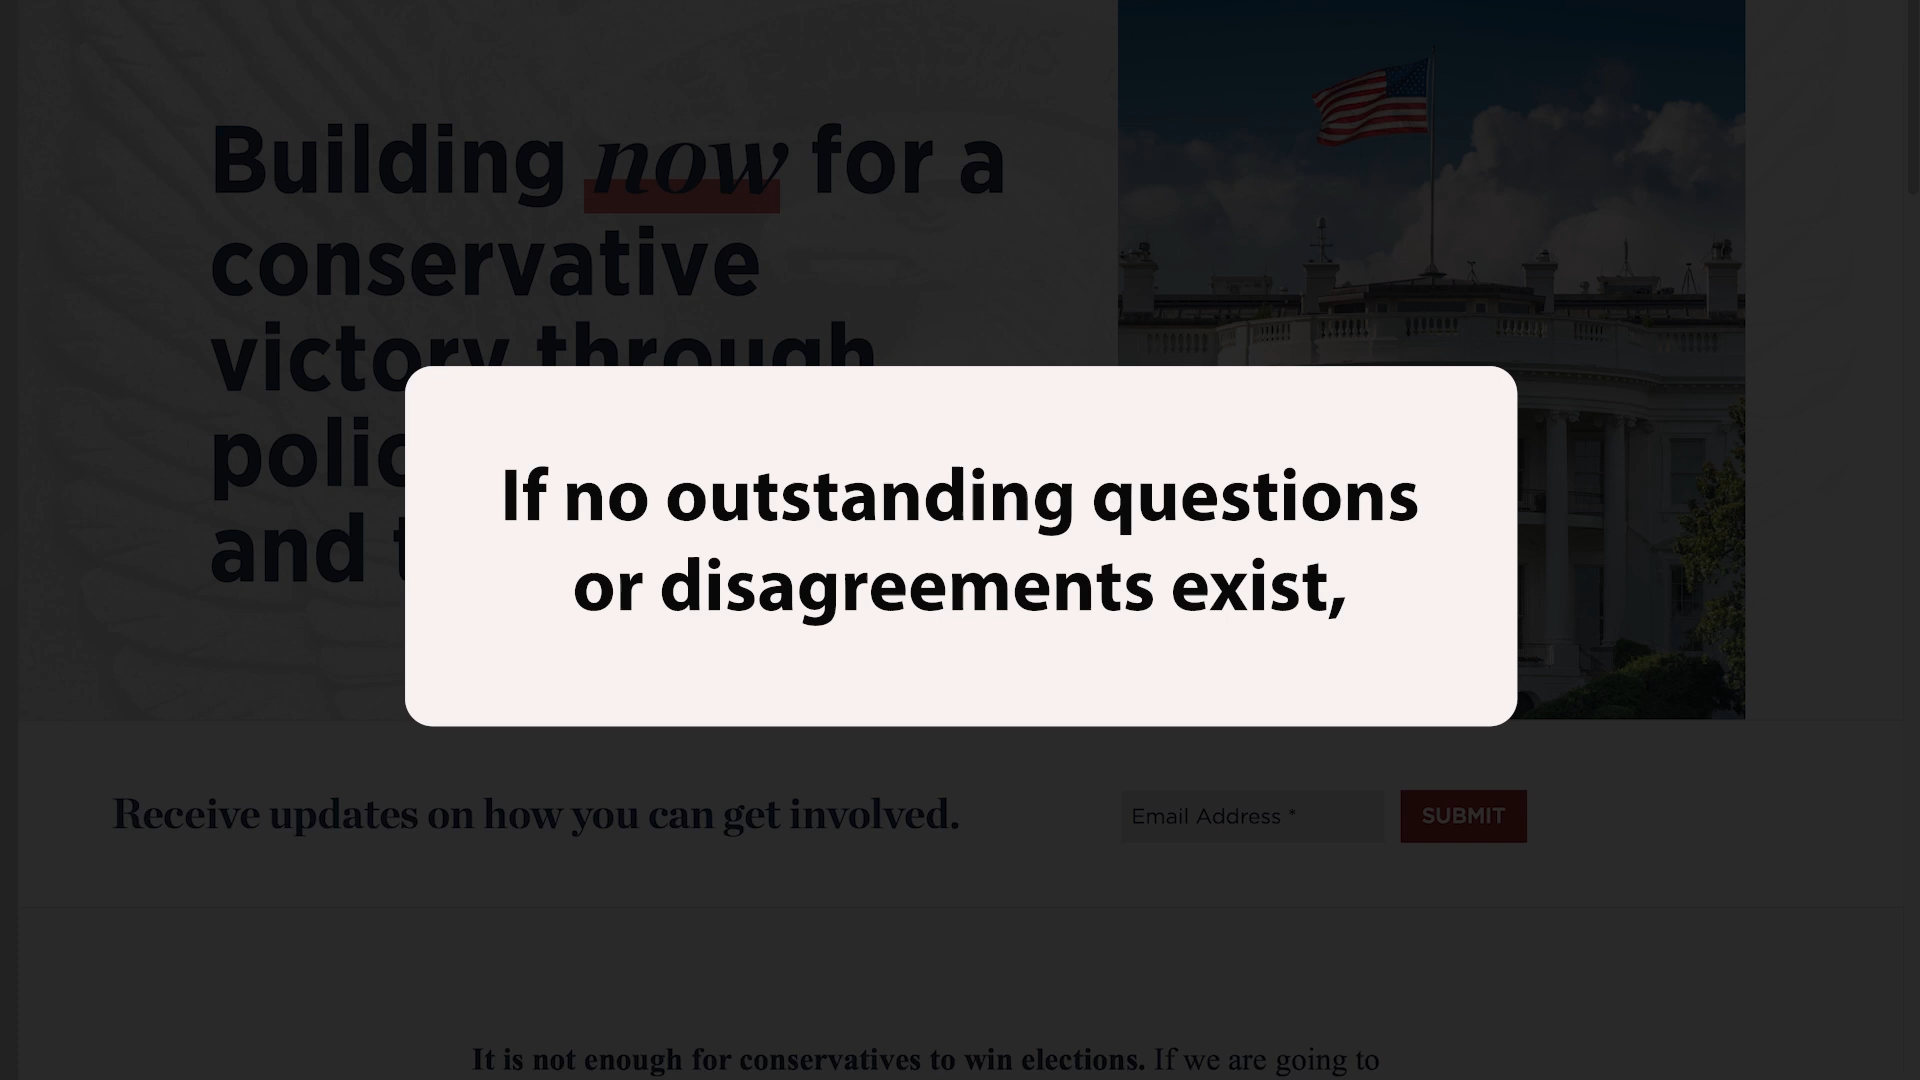 Building now for a
conservative
victory through
polic
and t
If no outstanding questions
or disagreements exist,
Receive updates on how you can get involved.
Email Address *
SUBMIT
It is not enough for conservatives to win elections. If we are going to